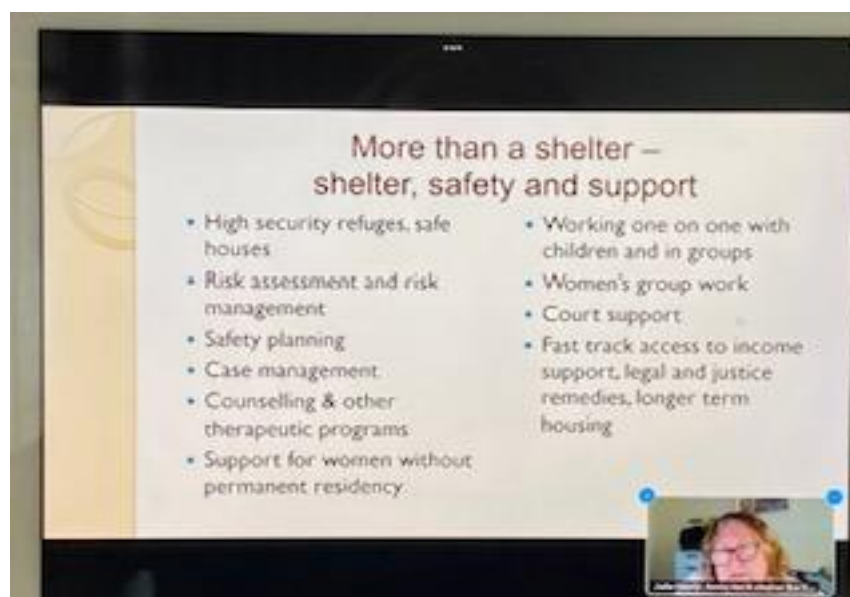 More than a shelter –
shelter, safety and support
• High security refuges, safe
houses
• Risk assessment and risk
management
• Safety planning
• Case management
• Counselling & other
therapeutic programs
• Support for women without
permanent residency
• Working one on one with
children and in groups
• Women's group work
• Court support
• Fast track access to income
support, legal and justice
remedies, longer term
housing